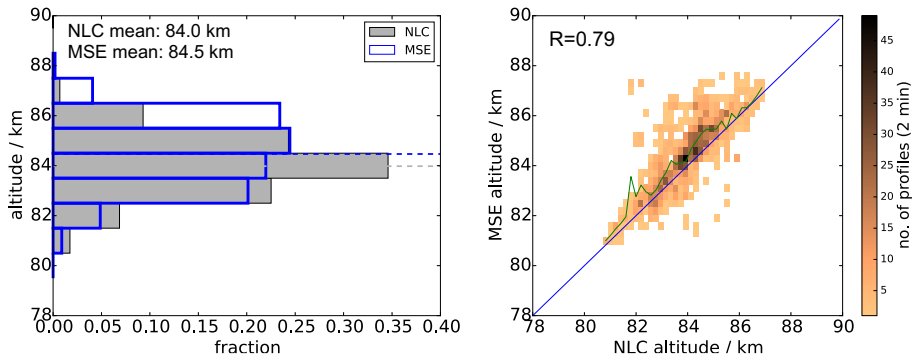 NLC mean: 84.0 km
MSE mean: 84.5 km
NLC
MSE
altitude / km
90
88
86
84
82
80
78
0.00 0.05 0.10 0.15 0.20 0.25 0.30 0.35 0.40
fraction
R=0.79
MSE altitude / km
90
88
86
84
82
80
78
78 80 82 84 86 88 90
NLC altitude / km
45
40
35
30
25
20
15
10
5
no. of profiles (2 min)